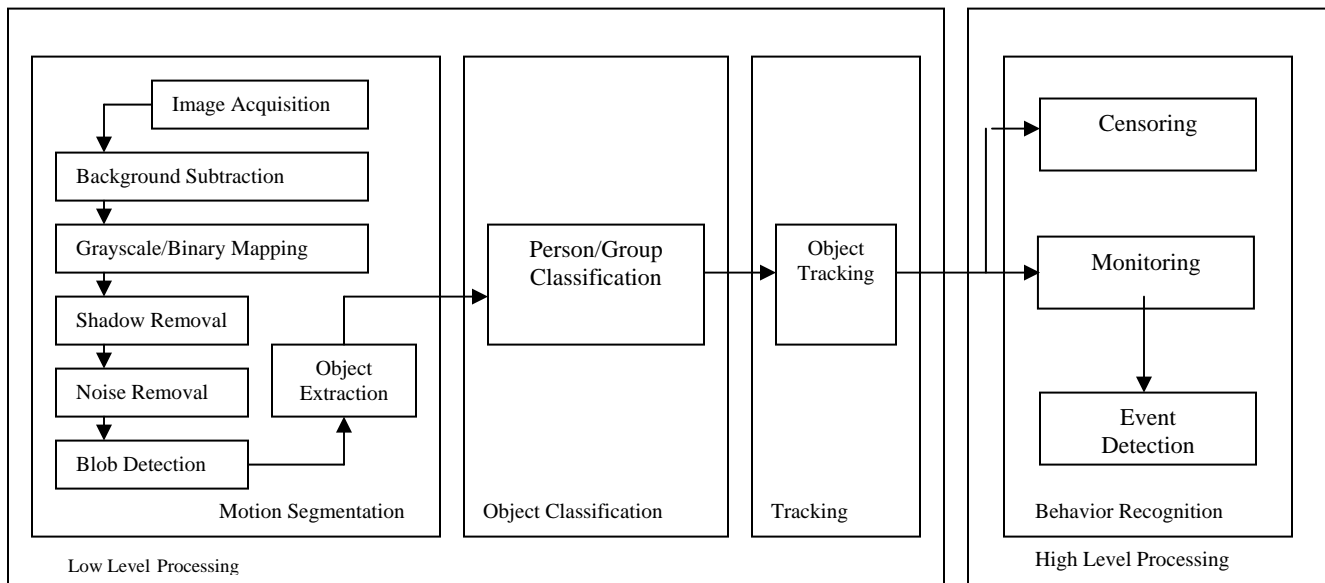 Image Acquisition
Background Subtraction
Grayscale/Binary Mapping
Shadow Removal
Noise Removal
Blob Detection
Object
Extraction
Motion Segmentation
Person/Group
Classification
Object Classification
Object
Tracking
Tracking
Low Level Processing
Censoring
Monitoring
Event
Detection
Behavior Recognition
High Level Processing